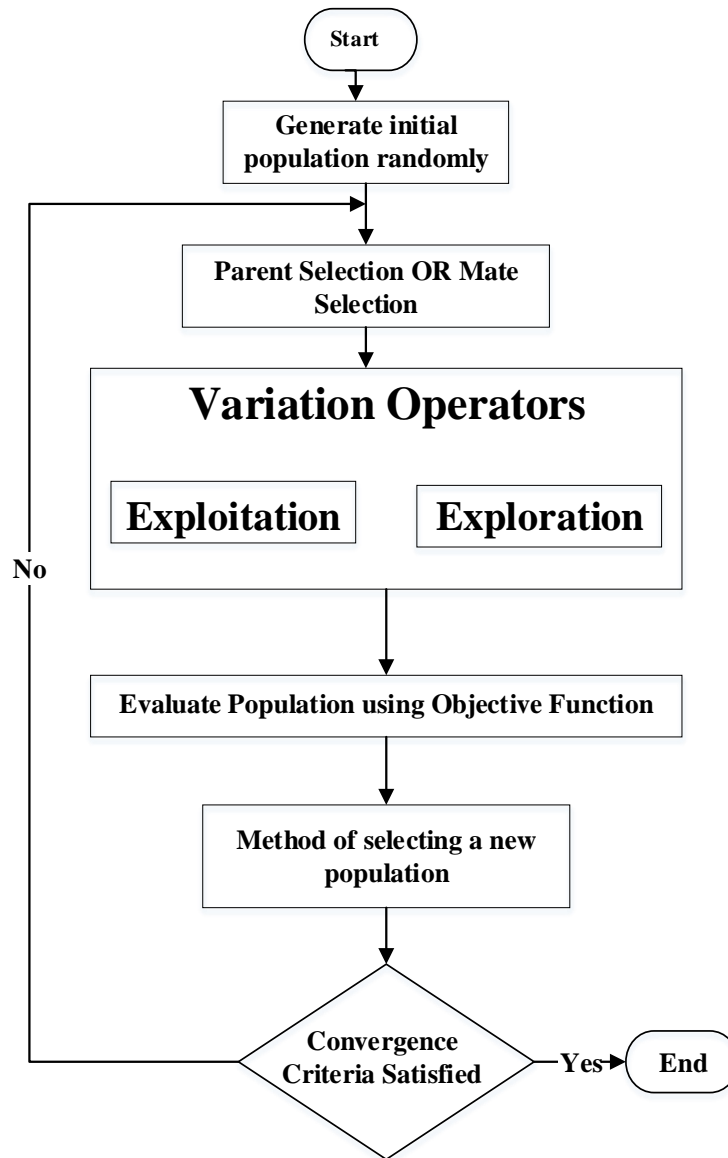 Start
Generate initial
population randomly
Parent Selection OR Mate
Selection
Variation Operators
Exploitation
Exploration
No
Evaluate Population using Objective Function
Method of selecting a new
population
Convergence
Criteria Satisfied
Yes
End